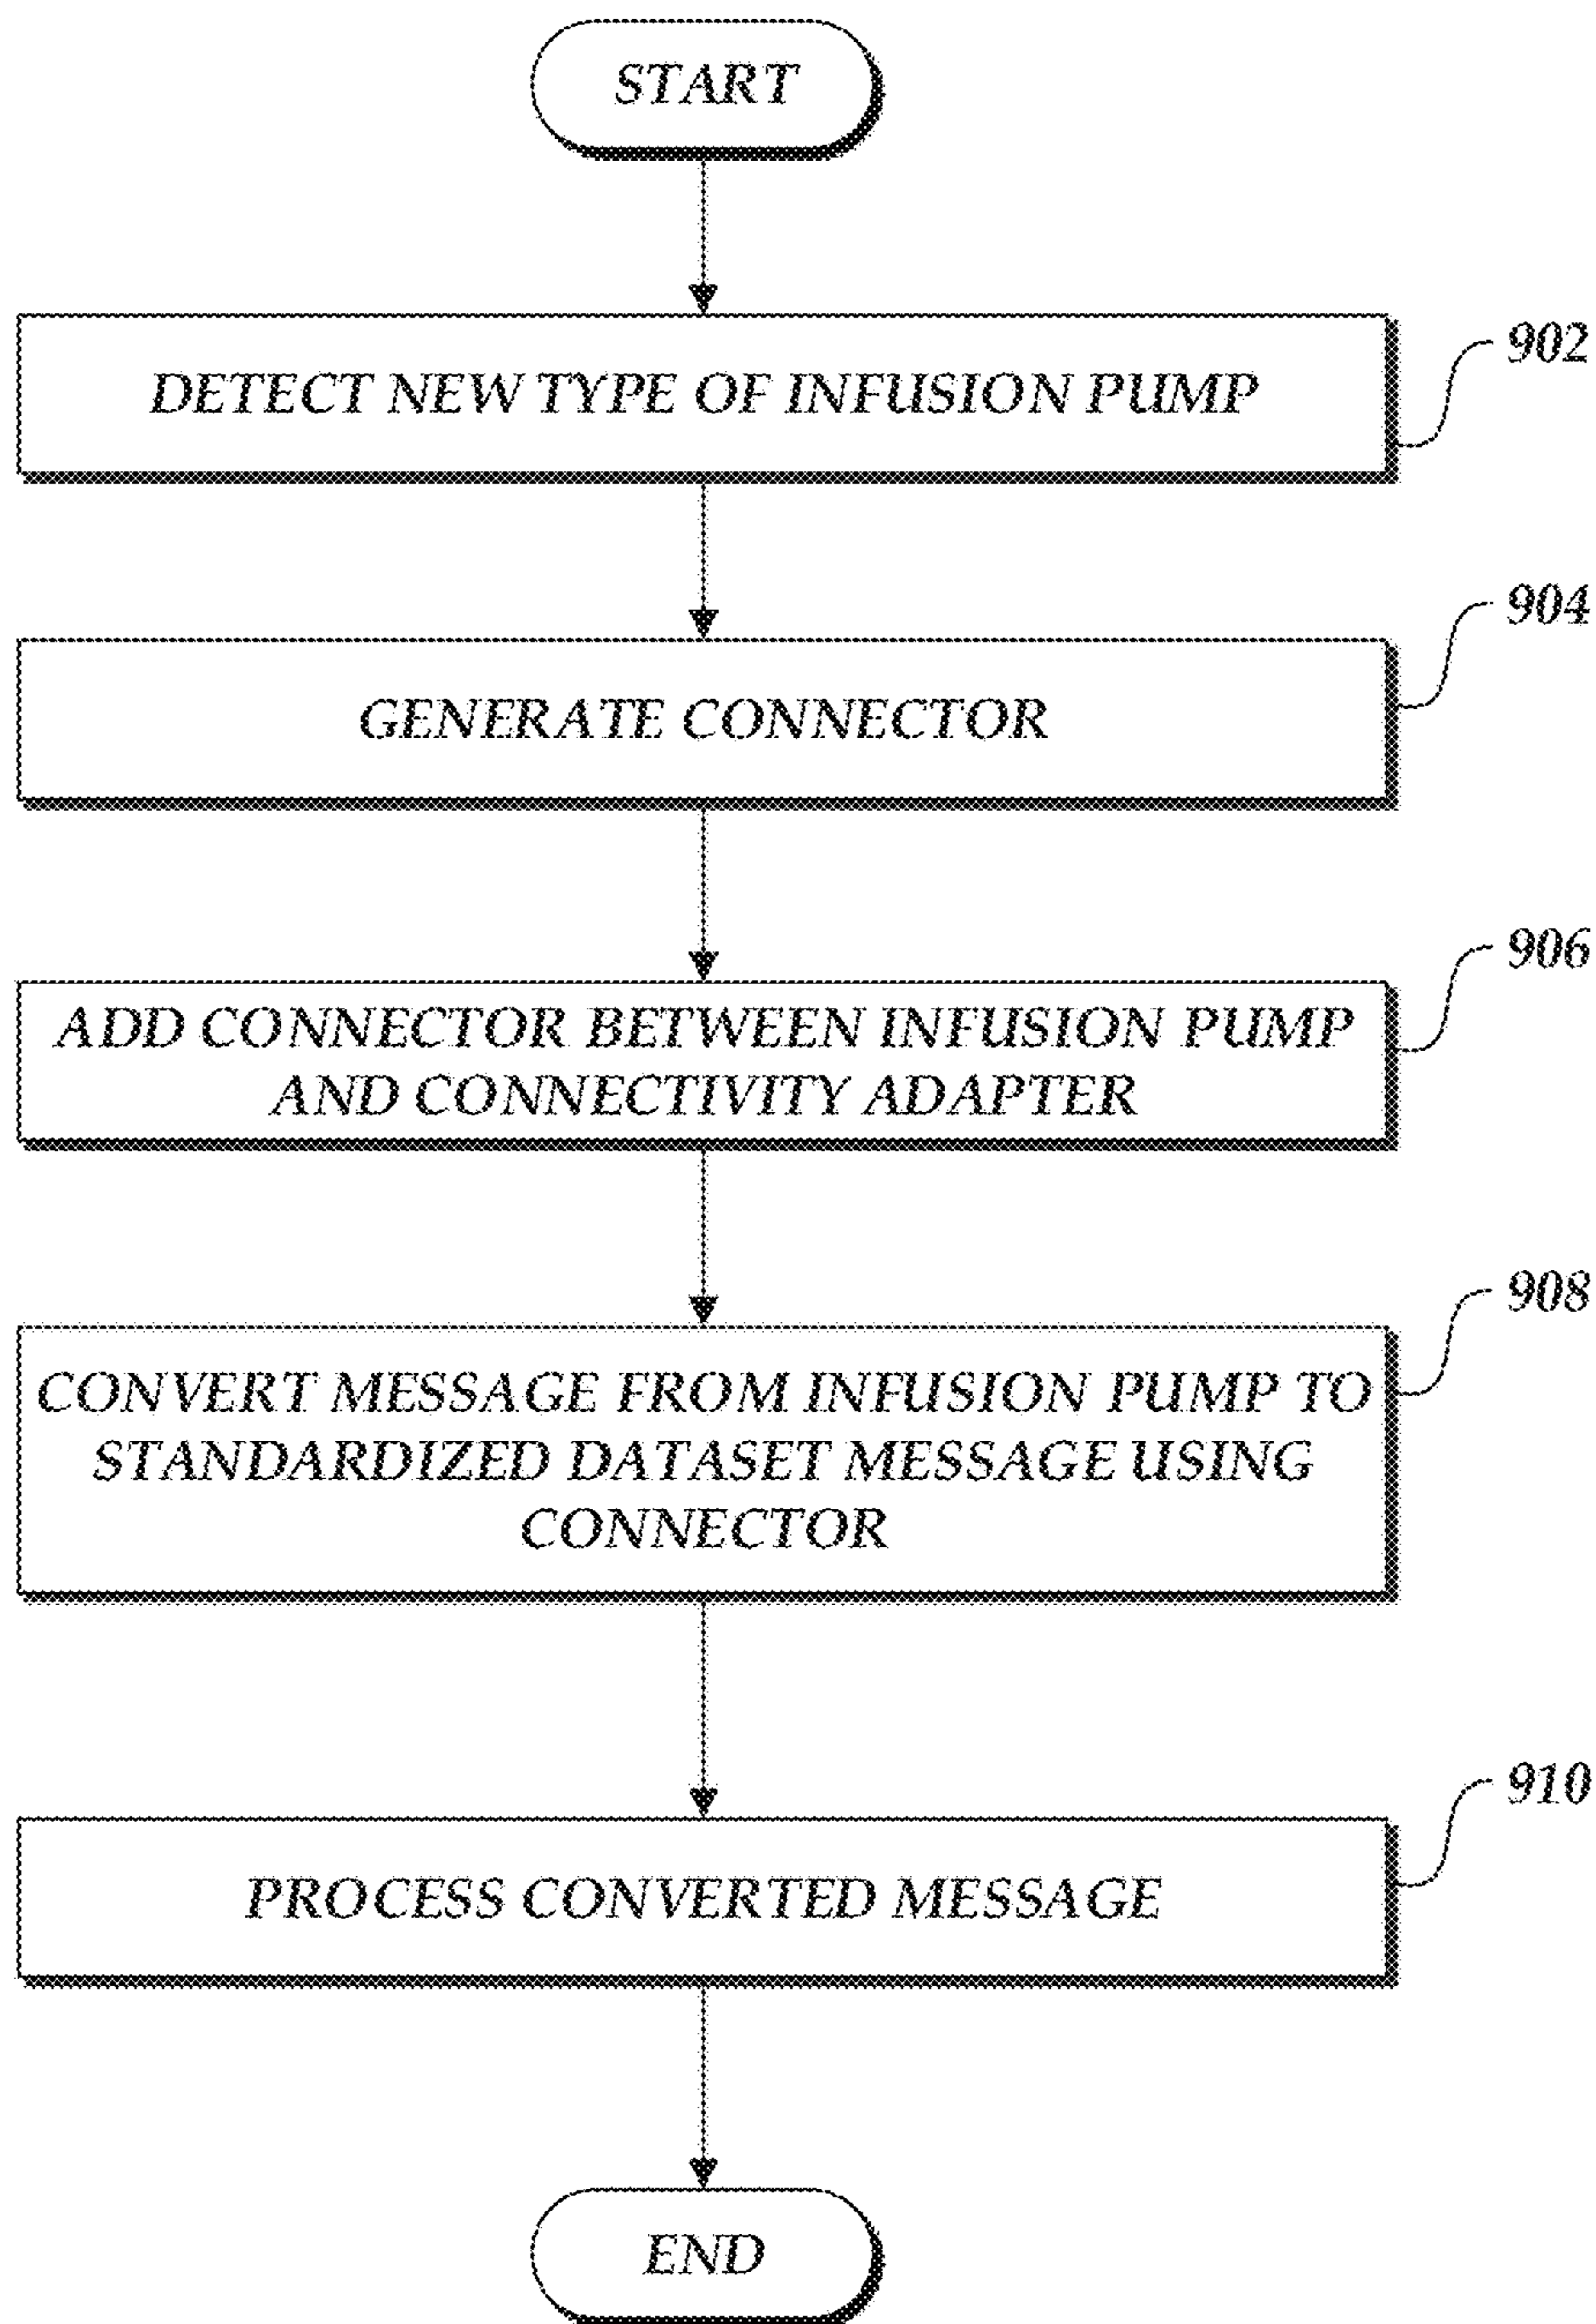 START
DETECT NEW TYPE OF INFUSION PUMP
902
GENERATE CONNECTOR
904
ADD CONNECTOR BETWEEN INFUSION PUMP
AND CONNECTIVITY ADAPTER
906
CONVERT MESSAGE FROM INFUSION PUMP TO
STANDARDIZED DATASET MESSAGE USING
CONNECTOR
908
PROCESS CONVERTED MESSAGE
910
END